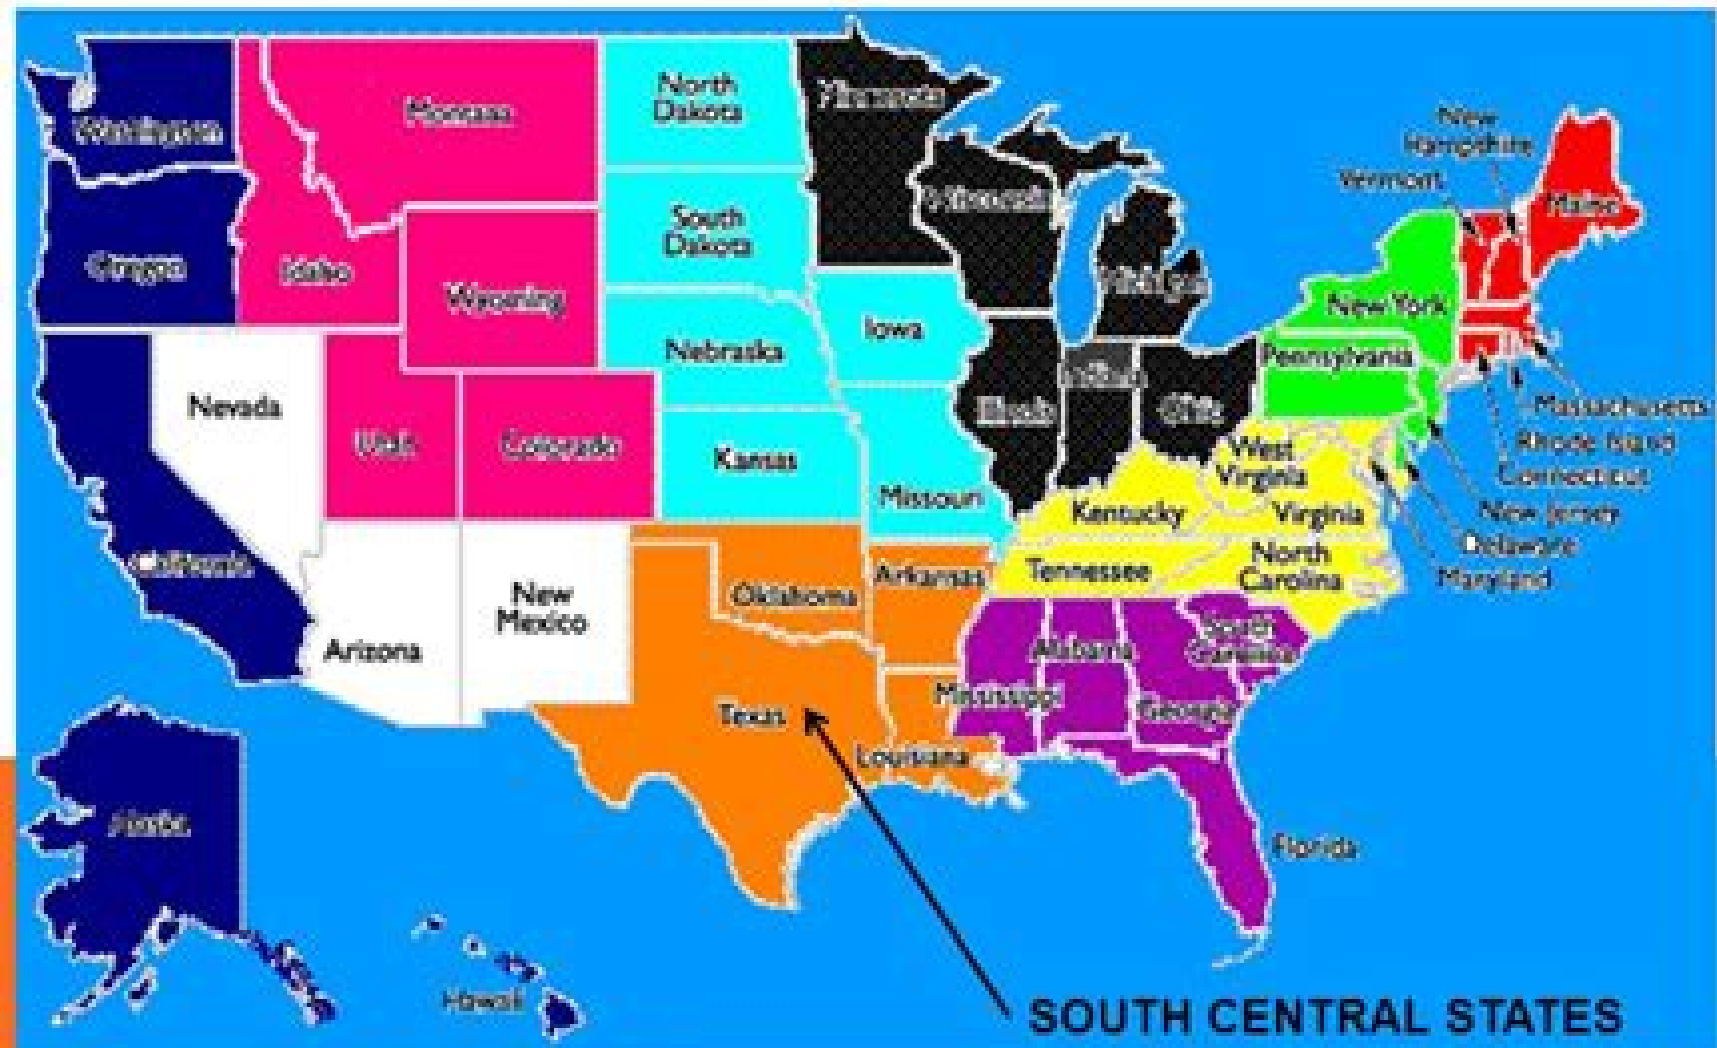 Washington
Montana
North
Dakota
Minnesota
New
Hampshire
Vermont
Maine
Oregon
Idaho
Wyoming
South
Dakota
Wisconsin
Michigan
New York
Nevada
Utah
Colorado
Nebraska
Iowa
Illinois
Indiana
Ohio
Pennsylvania
Massachusetts
Rhode Island
Connecticut
New Jersey
Delaware
Maryland
Kansas
Missouri
West
Virginia
Kentucky
Virginia
California
Arizona
New
Mexico
Oklahoma
Arkansas
Tennessee
North
Carolina
Texas
Louisiana
Mississippi
Alabama
Georgia
South
Carolina
Florida
Alaska
Hawaii
SOUTH CENTRAL STATES